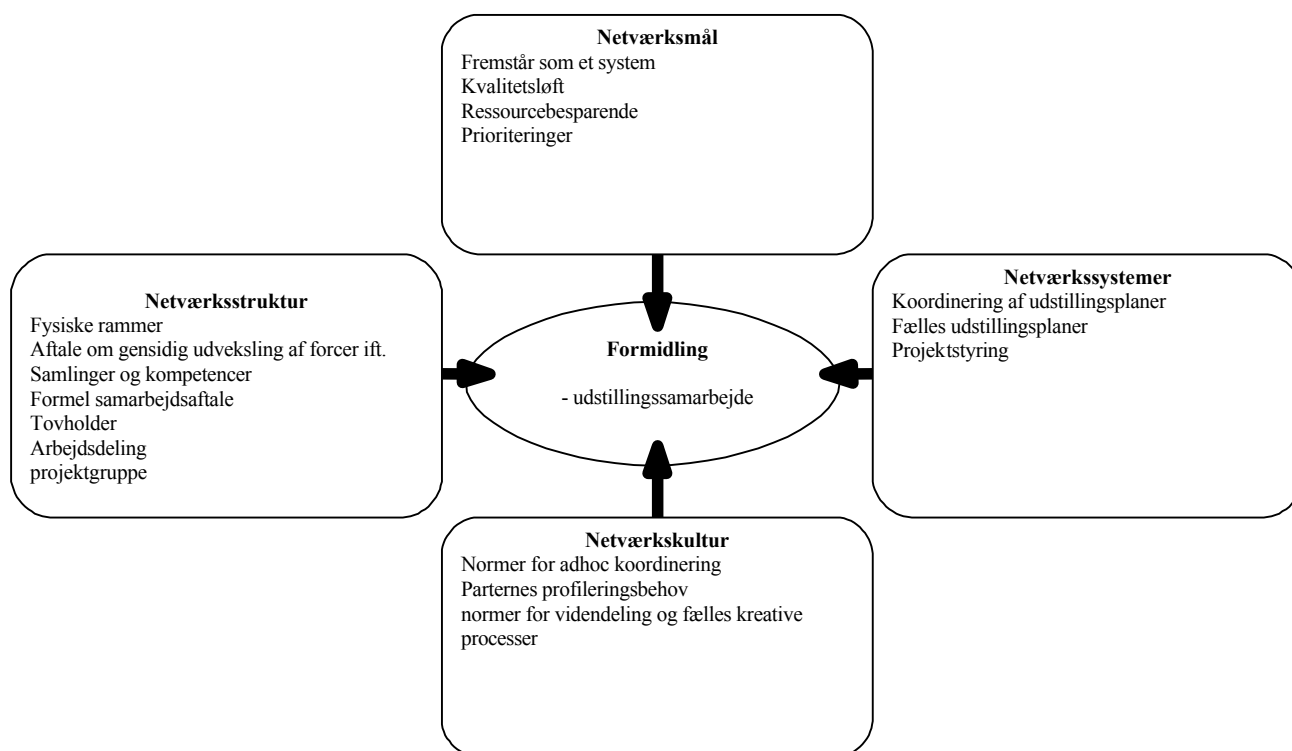 Netværksmål
Fremstår som et system
Kvalitetsløft
Ressourcebesparende
Prioriteringer
Netværksstruktur
Fysiske rammer
Aftale om gensidig udveksling af forcer ift.
Samlinger og kompetencer
Formel samarbejdsaftale
Tovholder
Arbejdsdeling
projektgruppe
Formidling
- udstillingssamarbejde
Netværkssystemer
Koordinering af udstillingsplaner
Fælles udstillingsplaner
Projektstyring
Netværkskultur
Normer for adhoc koordinering
Parternes profileringsbehov
normer for videndeling og fælles kreative
processer